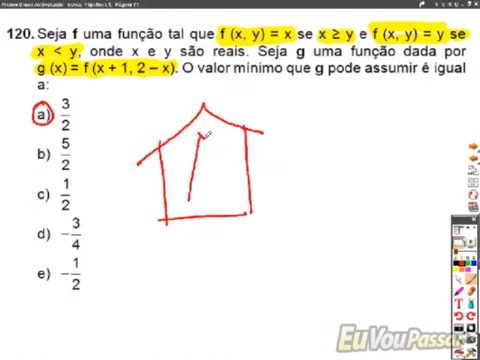 120. Seja f uma função tal que f (x, y) = x se x ≥ y e f (x, y) = y se
x < y, onde x e y são reais. Seja g uma função dada por
g (x) = f (x + 1, 2 – x). O valor mínimo que g pode assumir é igual
a:
a) 3/2
b) 5/2
c) 1/2
d) –3/4
e) –1/2
EuVouPassar